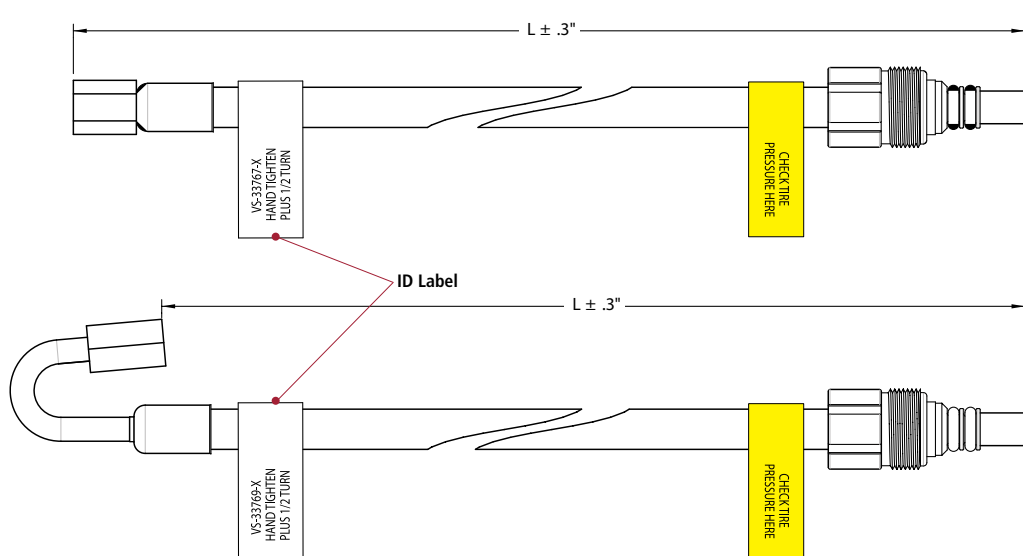 L ± .3"
VS-33767-X
HAND TIGHTEN
PLUS 1/2 TURN
CHECK TIRE
PRESSURE HERE
ID Label
L ± .3"
VS-33769-X
HAND TIGHTEN
PLUS 1/2 TURN
CHECK TIRE
PRESSURE HERE